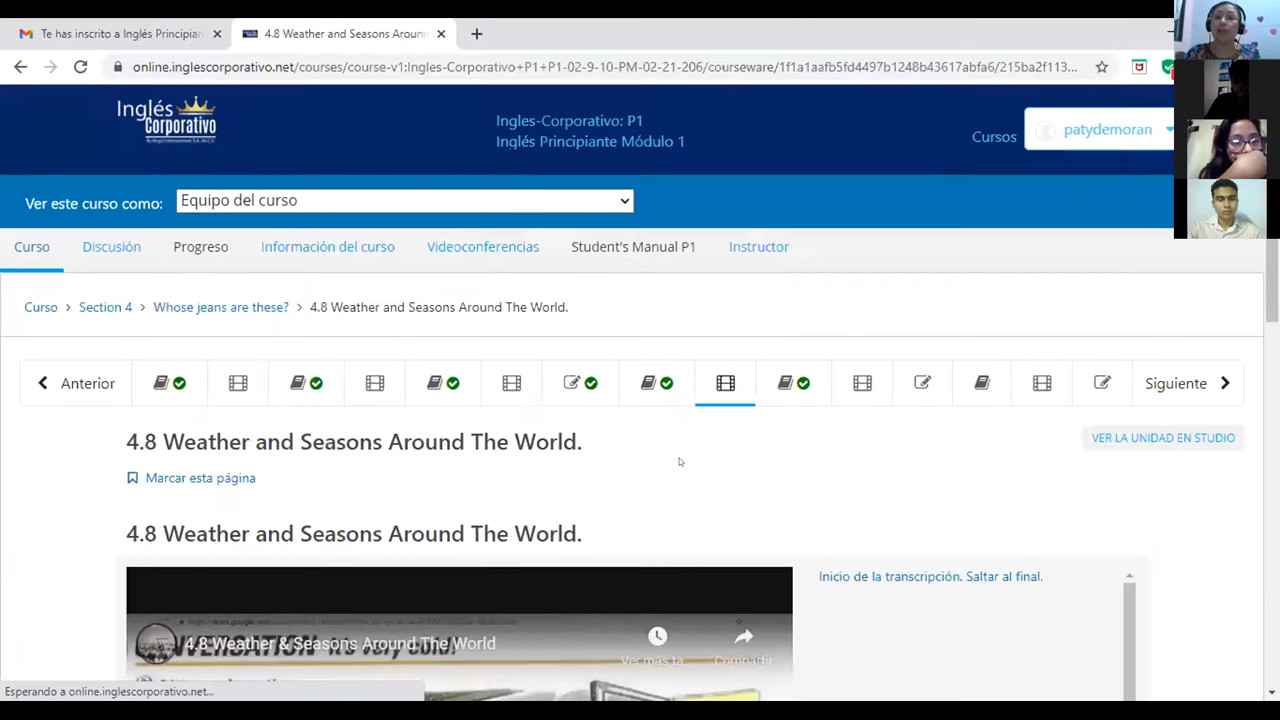 Te has inscrito a Inglés Principian
4.8 Weather and Seasons Aroun
online.inglescorporativo.net/courses/course-v1:Ingles-Corporativo+P1+P1-02-9-10-PM-02-21-206/courseware/1f1a1aafb5fd4497b1248b43617abfa6/215ba2f113...
Inglés
Corporativo
Ingles-Corporativo: P1
Inglés Principiante Módulo 1
Cursos
patydemoran
Ver este curso como:
Equipo del curso
Curso
Discusión
Progreso
Información del curso
Videoconferencias
Student's Manual P1
Instructor
Curso > Section 4 > Whose jeans are these? > 4.8 Weather and Seasons Around The World.
Anterior
Siguiente
4.8 Weather and Seasons Around The World.
VER LA UNIDAD EN STUDIO
Marcar esta página
4.8 Weather and Seasons Around The World.
Inicio de la transcripción. Saltar al final.
4.8 Weather & Seasons Around The World
Ver más ta
Compartir
Esperando a online.inglescorporativo.net...